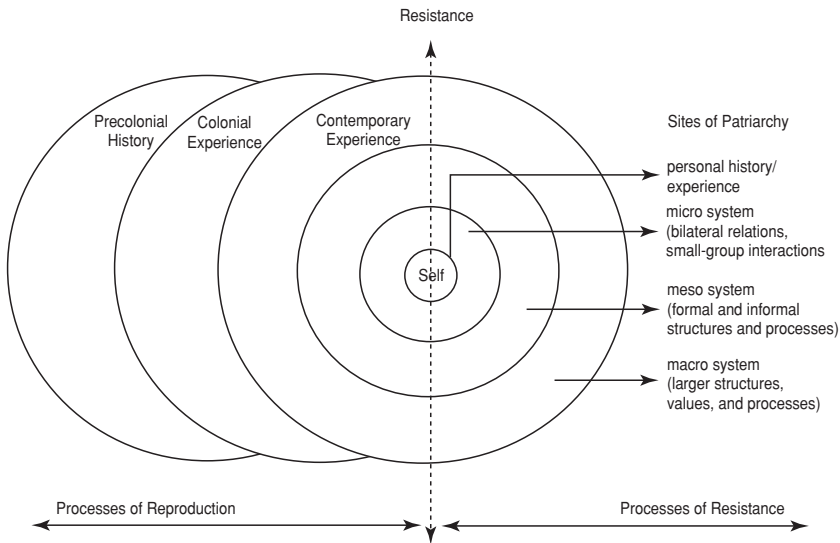 Resistance
Precolonial
History
Colonial
Experience
Contemporary
Experience
Self
Sites of Patriarchy
personal history/
experience
micro system
(bilateral relations,
small-group interactions
meso system
(formal and informal
structures and processes)
macro system
(larger structures,
values, and processes)
Processes of Reproduction
Processes of Resistance